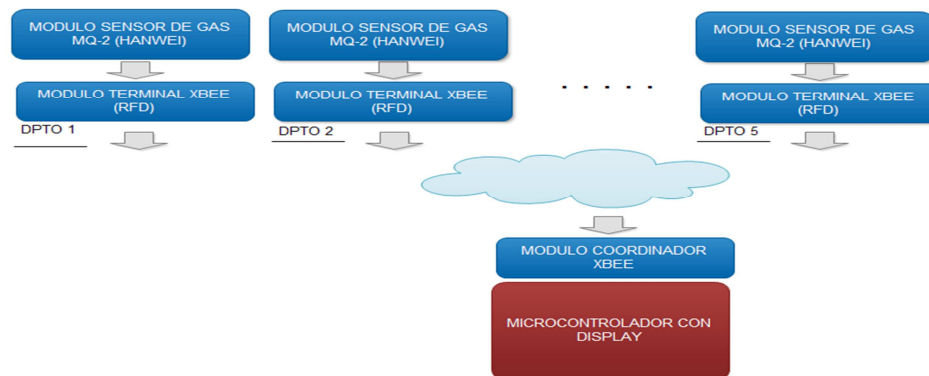 MODULO SENSOR DE GAS
MQ-2 (HANWEI)
MODULO SENSOR DE GAS
MQ-2 (HANWEI)
MODULO SENSOR DE GAS
MQ-2 (HANWEI)
MODULO TERMINAL XBEE
(RFD)
MODULO TERMINAL XBEE
(RFD)
MODULO TERMINAL XBEE
(RFD)
DPTO 1
DPTO 2
DPTO 5
. . . . .
MODULO COORDINADOR
XBEE
MICROCONTROLADOR CON
DISPLAY